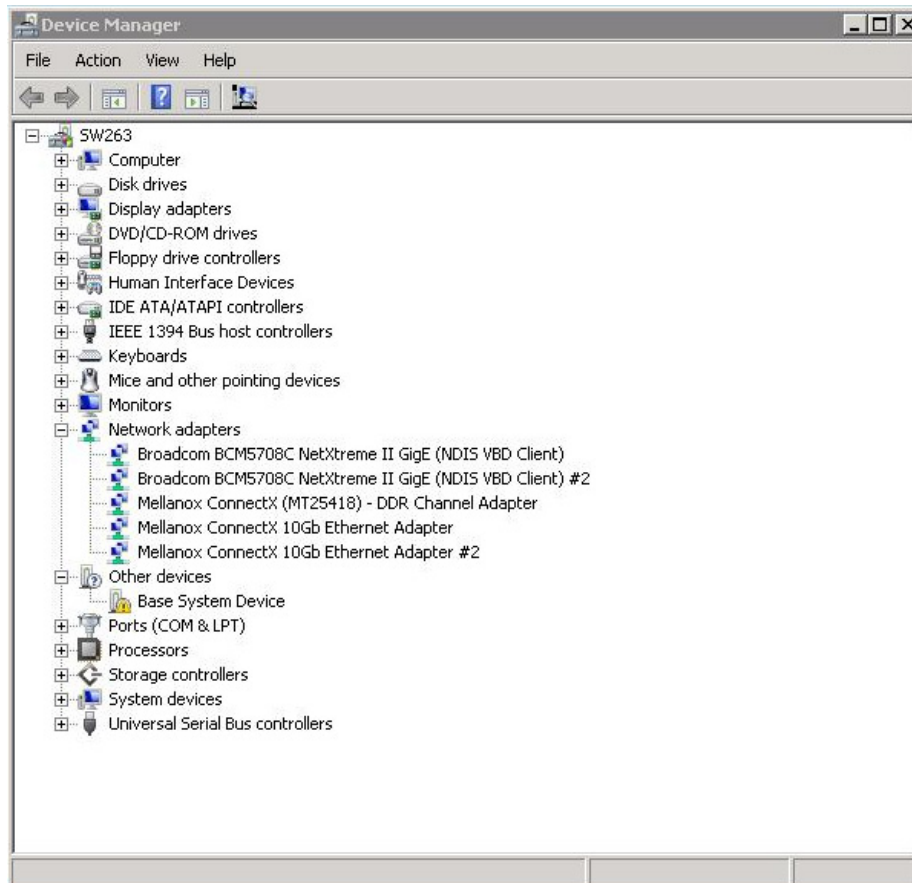 Device Manager
File Action View Help
SW263
Computer
Disk drives
Display adapters
DVD/CD-ROM drives
Floppy drive controllers
Human Interface Devices
IDE ATA/ATAPI controllers
IEEE 1394 Bus host controllers
Keyboards
Mice and other pointing devices
Monitors
Network adapters
Broadcom BCM5708C NetXtreme II GigE (NDIS VBD Client)
Broadcom BCM5708C NetXtreme II GigE (NDIS VBD Client) #2
Mellanox ConnectX (MT25418) - DDR Channel Adapter
Mellanox ConnectX 10Gb Ethernet Adapter
Mellanox ConnectX 10Gb Ethernet Adapter #2
Other devices
Base System Device
Ports (COM & LPT)
Processors
Storage controllers
System devices
Universal Serial Bus controllers